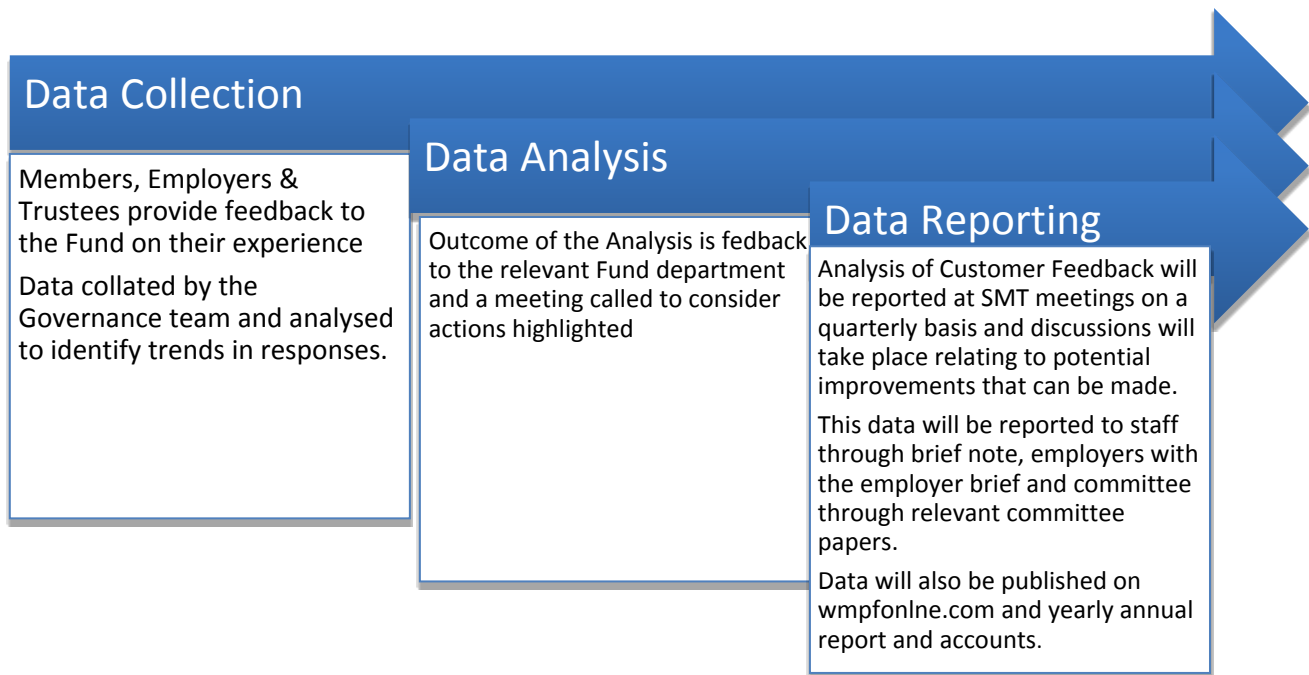 Data Collection
Members, Employers &
Trustees provide feedback to
the Fund on their experience
Data collated by the
Governance team and analysed
to identify trends in responses.
Data Analysis
Outcome of the Analysis is fedback
to the relevant Fund department
and a meeting called to consider
actions highlighted
Data Reporting
Analysis of Customer Feedback will
be reported at SMT meetings on a
quarterly basis and discussions will
take place relating to potential
improvements that can be made.
This data will be reported to staff
through brief note, employers with
the employer brief and committee
through relevant committee
papers.
Data will also be published on
wmpfonlne.com and yearly annual
report and accounts.